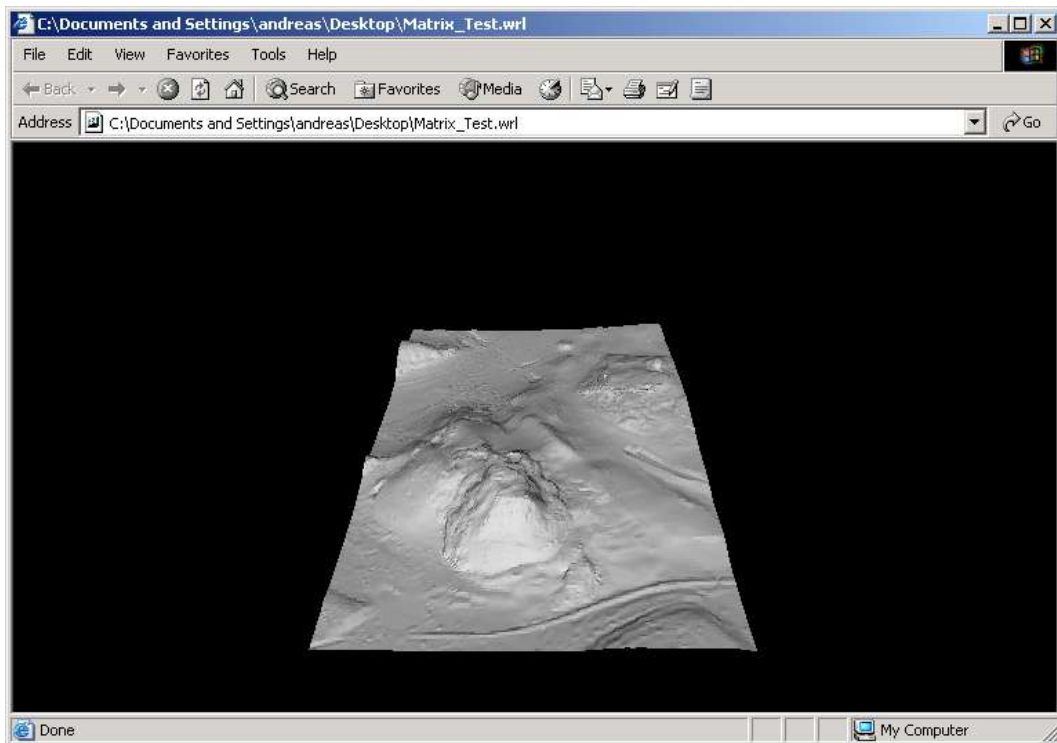 C:\Documents and Settings\andreas\Desktop\Matrix_Test.wrl
File Edit View Favorites Tools Help
Back Search Favorites Media
Address C:\Documents and Settings\andreas\Desktop\Matrix_Test.wrl Go
Done My Computer